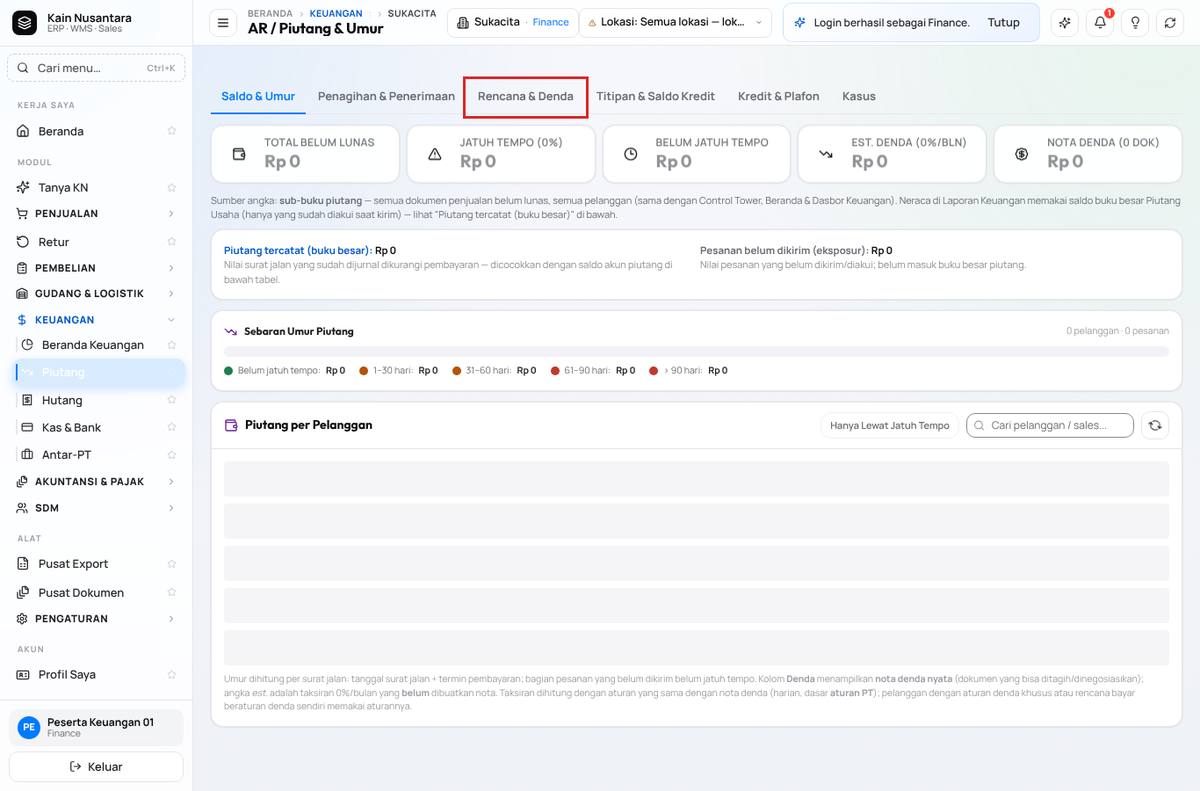 Kain Nusantara
ERP · WMS · Sales
Cari menu...
Ctrl+K
KERJA SAYA
Beranda
MODUL
Tanya KN
PENJUALAN
Retur
PEMBELIAN
GUDANG & LOGISTIK
KEUANGAN
Beranda Keuangan
Piutang
Hutang
Kas & Bank
Antar-PT
AKUNTANSI & PAJAK
SDM
ALAT
Pusat Export
Pusat Dokumen
PENGATURAN
AKUN
Profil Saya
PE
Peserta Keuangan 01
Finance
Keluar
BERANDA > KEUANGAN > SUKACITA
AR / Piutang & Umur
Sukacita · Finance
Lokasi: Semua lokasi — lok...
Login berhasil sebagai Finance.
Tutup
1
Saldo & Umur
Penagihan & Penerimaan
Rencana & Denda
Titipan & Saldo Kredit
Kredit & Plafon
Kasus
TOTAL BELUM LUNAS
Rp 0
JATUH TEMPO (0%)
Rp 0
BELUM JATUH TEMPO
Rp 0
EST. DENDA (0%/BLN)
Rp 0
NOTA DENDA (0 DOK)
Rp 0
Sumber angka: sub-buku piutang — semua dokumen penjualan belum lunas, semua pelanggan (sama dengan Control Tower, Beranda & Dasbor Keuangan). Neraca di Laporan Keuangan memakai saldo buku besar Piutang
Usaha (hanya yang sudah diakui saat kirim) — lihat "Piutang tercatat (buku besar)" di bawah.
Piutang tercatat (buku besar): Rp 0
Nilai surat jalan yang sudah dijurnal dikurangi pembayaran — dicocokkan dengan saldo akun piutang di
bawah tabel.
Pesanan belum dikirim (eksposur): Rp 0
Nilai pesanan yang belum dikirim/diakui; belum masuk buku besar piutang.
Sebaran Umur Piutang
0 pelanggan · 0 pesanan
Belum jatuh tempo: Rp 0
1–30 hari: Rp 0
31–60 hari: Rp 0
61–90 hari: Rp 0
> 90 hari: Rp 0
Piutang per Pelanggan
Hanya Lewat Jatuh Tempo
Cari pelanggan / sales...
Umur dihitung per surat jalan: tanggal surat jalan + termin pembayaran; bagian pesanan yang belum dikirim belum jatuh tempo. Kolom Denda menampilkan nota denda nyata (dokumen yang bisa ditagih/dinegosiasikan);
angka est. adalah taksiran 0%/bulan yang belum dibuatkan nota. Taksiran dihitung dengan aturan yang sama dengan nota denda (harian, dasar aturan PT); pelanggan dengan aturan denda khusus atau rencana bayar
beraturan denda sendiri memakai aturannya.